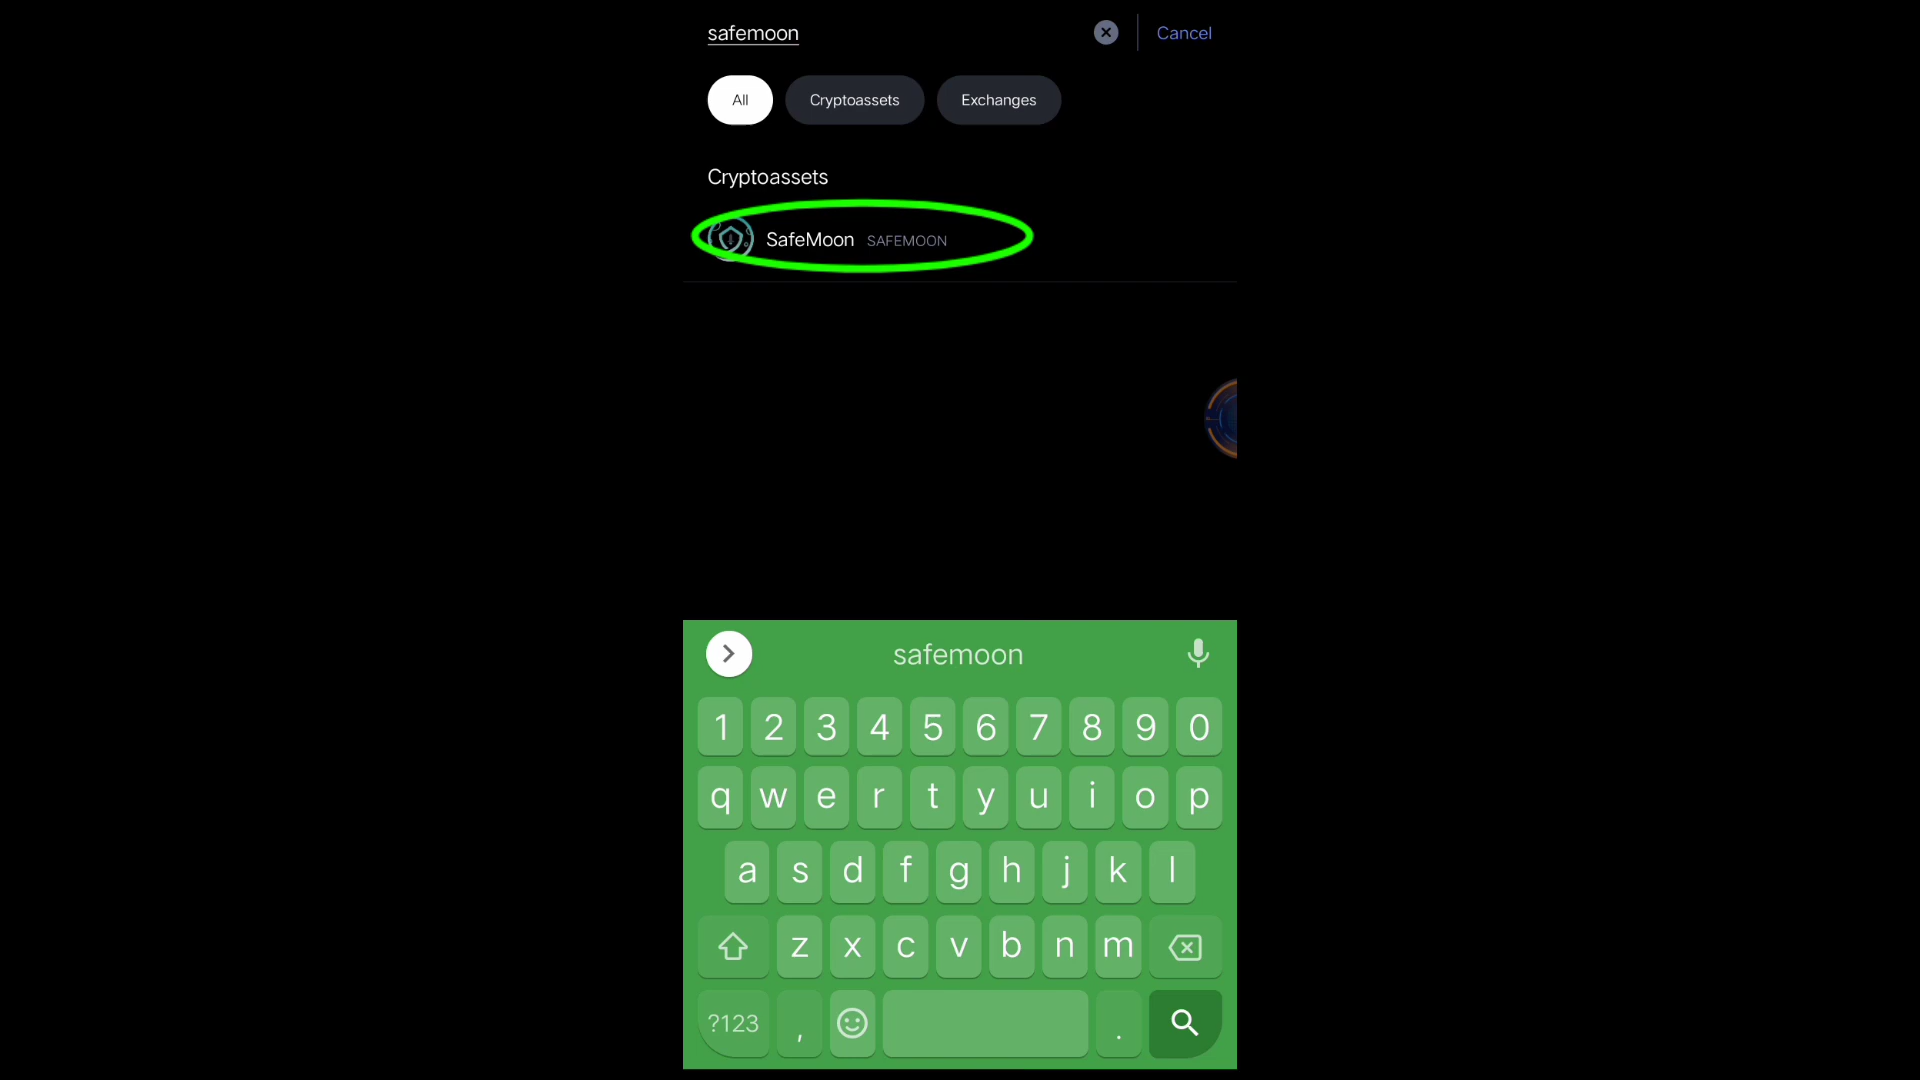 safemoon Cancel
All Cryptoassets Exchanges
Cryptoassets
SafeMoon SAFEMOON
safemoon
1 2 3 4 5 6 7 8 9 0
q w e r t y u i o p
a s d f g h j k l
z x c v b n m
?123 , .